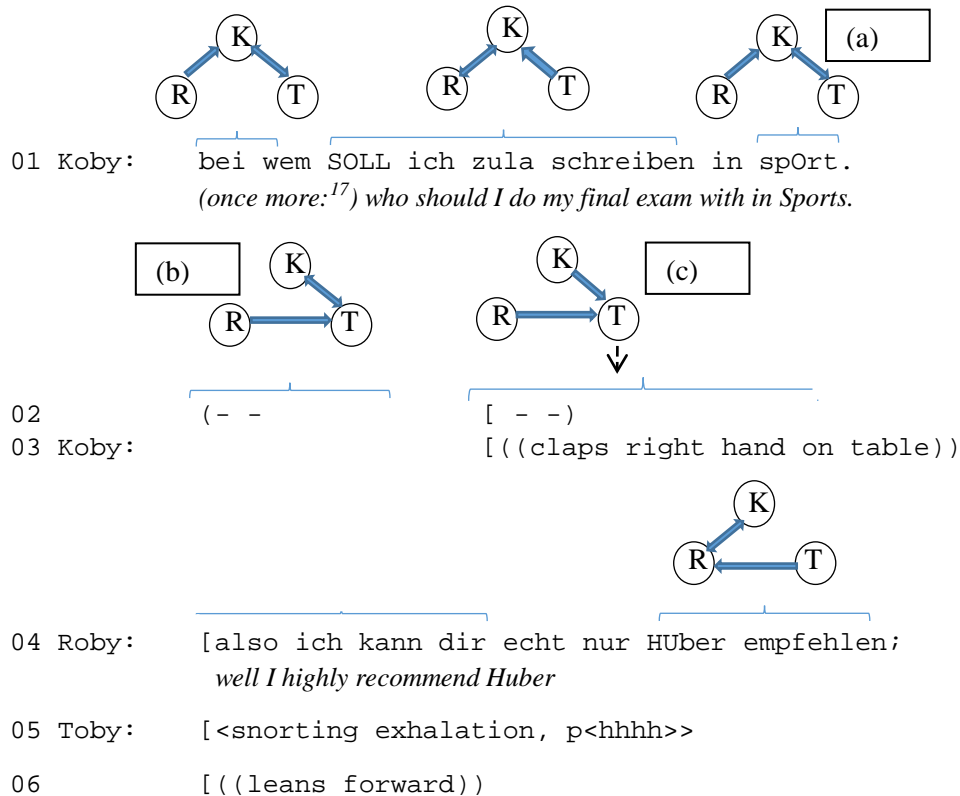 K K K (a)
R T R T R T
01 Koby: bei wem SOLL ich zula schreiben in spOrt.
(once more:17) who should I do my final exam with in Sports.
(b) K K (c)
R T R T
02 (- - [ - -)
03 Koby: [((claps right hand on table))
K
R T
04 Roby: [also ich kann dir echt nur HUber empfehlen;
well I highly recommend Huber
05 Toby: [<snorting exhalation, p<hhhh>>
06 [((leans forward))